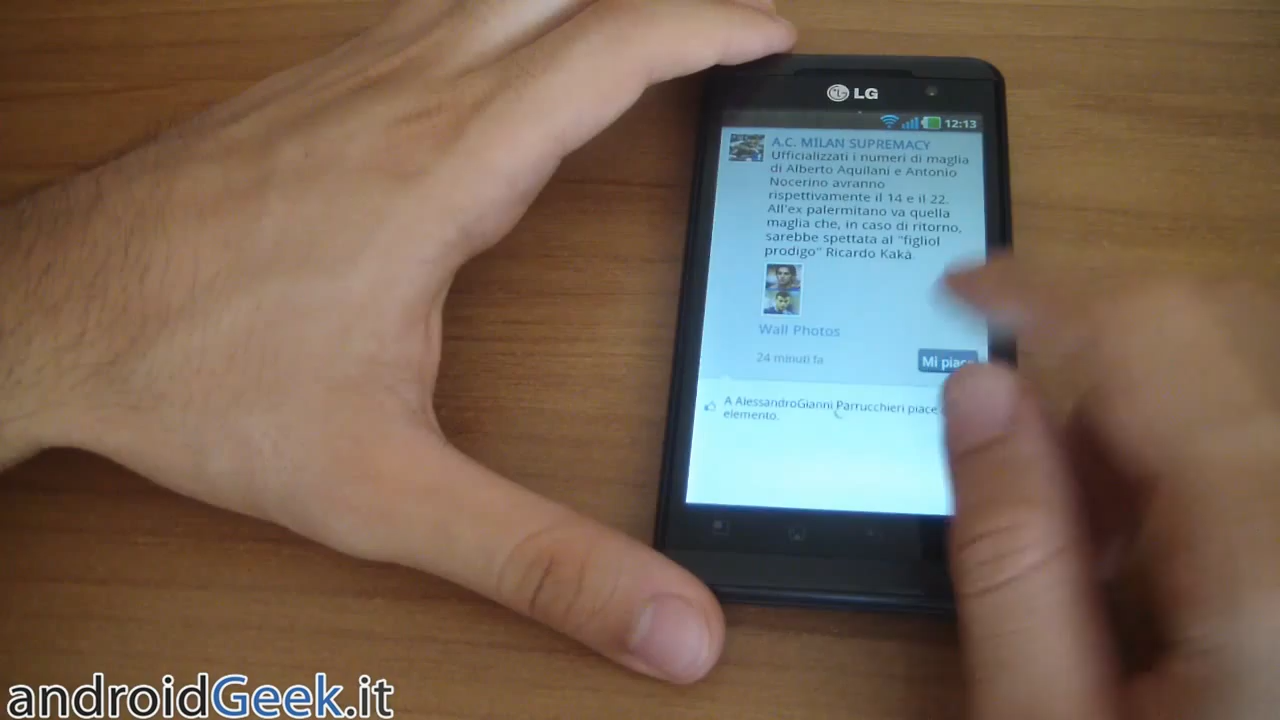 LG
12:13
A.C. MILAN SUPREMACY
Ufficializzati i numeri di maglia
di Alberto Aquilani e Antonio
Nocerino avranno
rispettivamente il 14 e il 22.
All'ex palermitano va quella
maglia che, in caso di ritorno,
sarebbe spettata al "figliol
prodigo" Ricardo Kakà.
Wall Photos
24 minuti fa
Mi piace
A AlessandroGianni Parrucchieri piace
elemento.
androidGeek.it